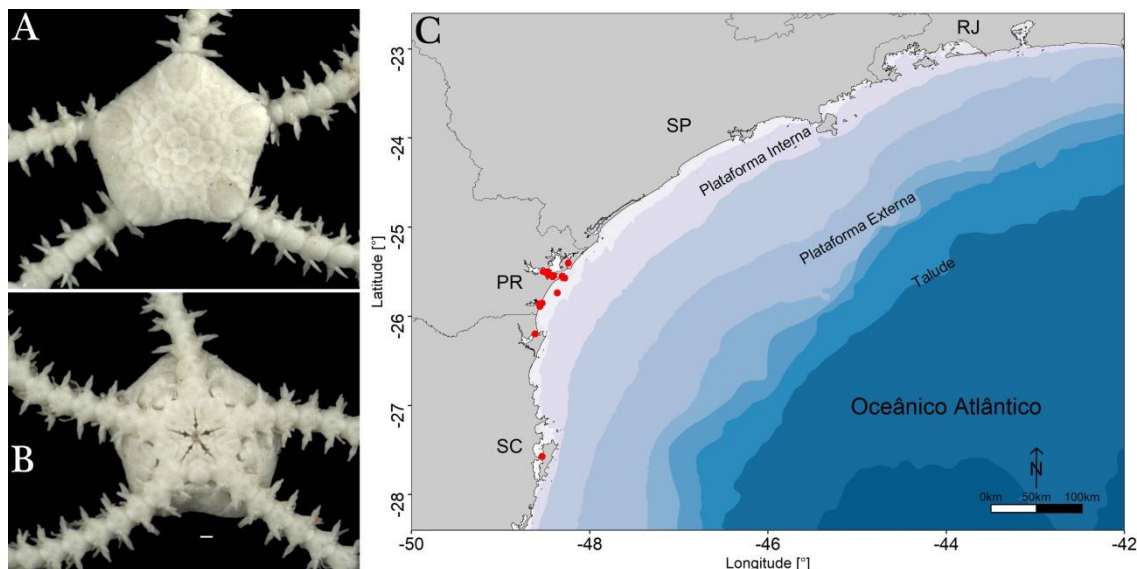 A
B
C
RJ
SP
PR
SC
Plataforma Interna
Plataforma Externa
Talude
Oceânico Atlântico
N
0km 50km 100km
-23
-24
-25
-26
-27
-28
Latitude [°]
-50 -48 -46 -44 -42
Longitude [°]